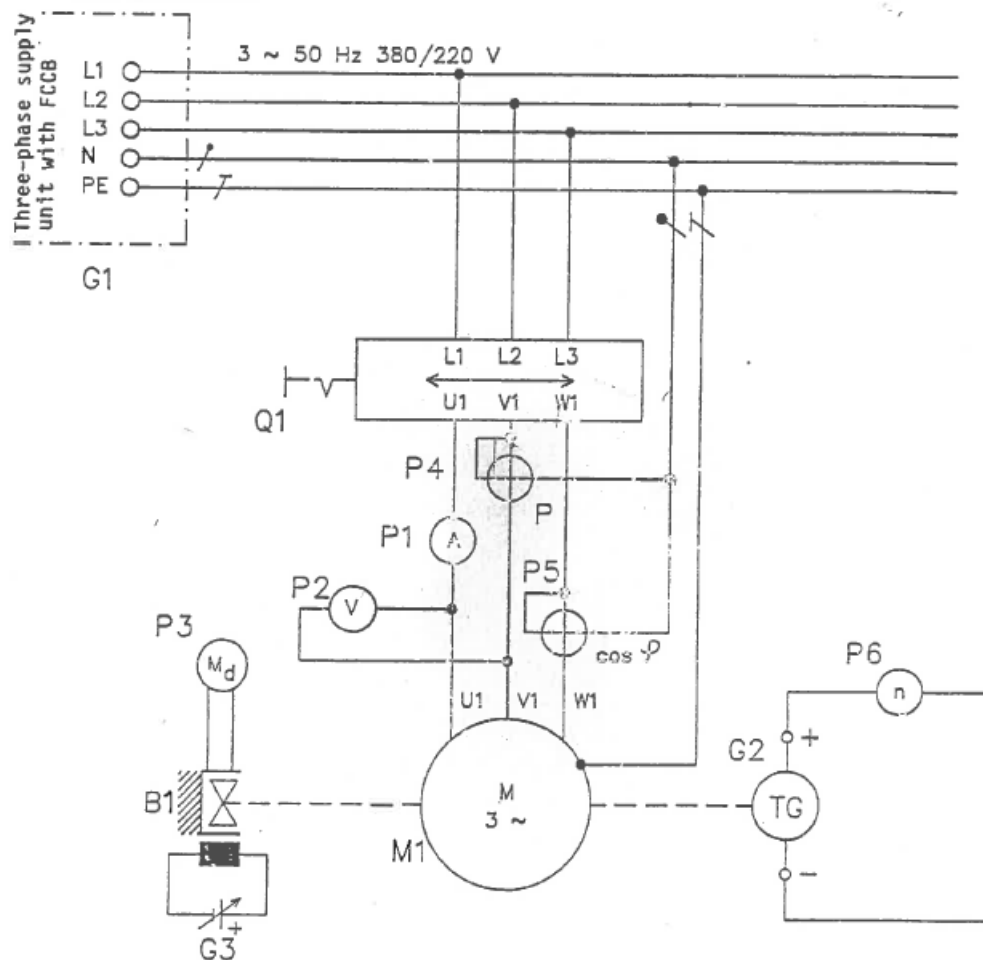 Three-phase supply
unit with FCCB
3 ~ 50 Hz 380/220 V
L1
L2
L3
N
PE
G1
L1 L2 L3
U1 V1 W1
Q1
P4
P
P1
A
P5
P2
V
cos φ
P3
Md
P6
n
U1 V1 W1
G2
+
B1
M
3 ~
TG
M1
-
+
G3